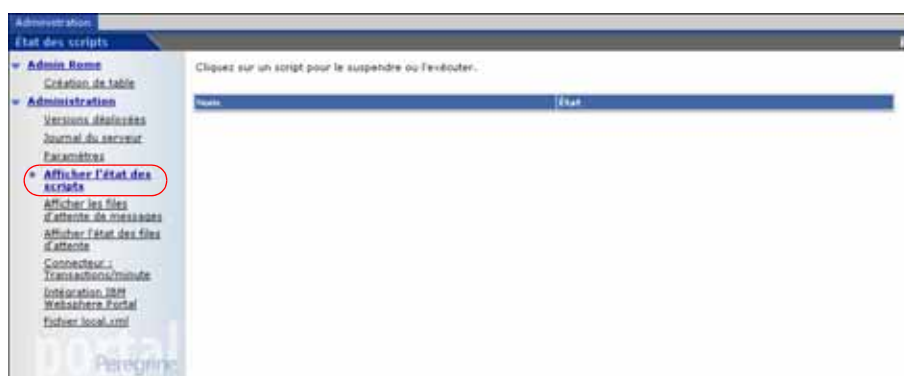 Administration
État des scripts
Admin Rome
Création de table
Administration
Versions déployées
Journal du serveur
Paramètres
Afficher l'état des
scripts
Afficher les files
d'attente de messages
Afficher l'état des files
d'attente
Connecteur :
Transactions/minute
Intégration IBM
Websphere Portal
Fichier local.xml
portal
Peregrine
Cliquez sur un script pour le suspendre ou l'exécuter.
Nom
État